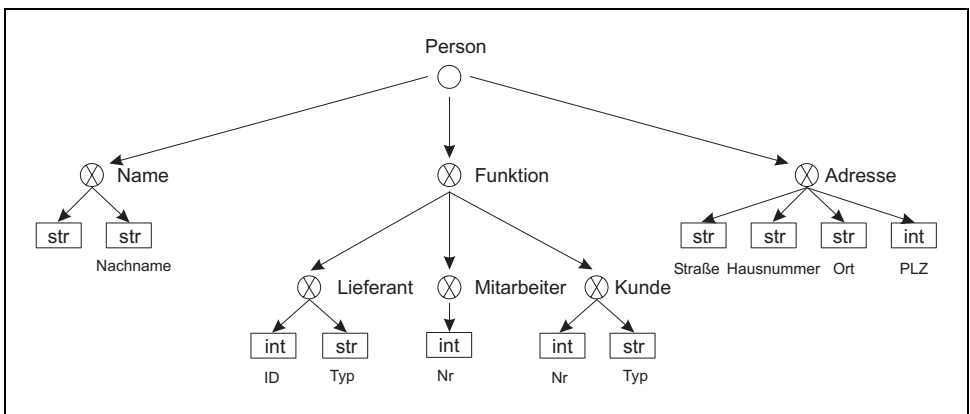 Person
Name Funktion Adresse
str str str str str int
Nachname Straße Hausnummer Ort PLZ
Lieferant Mitarbeiter Kunde
int str int int str
ID Typ Nr Nr Typ